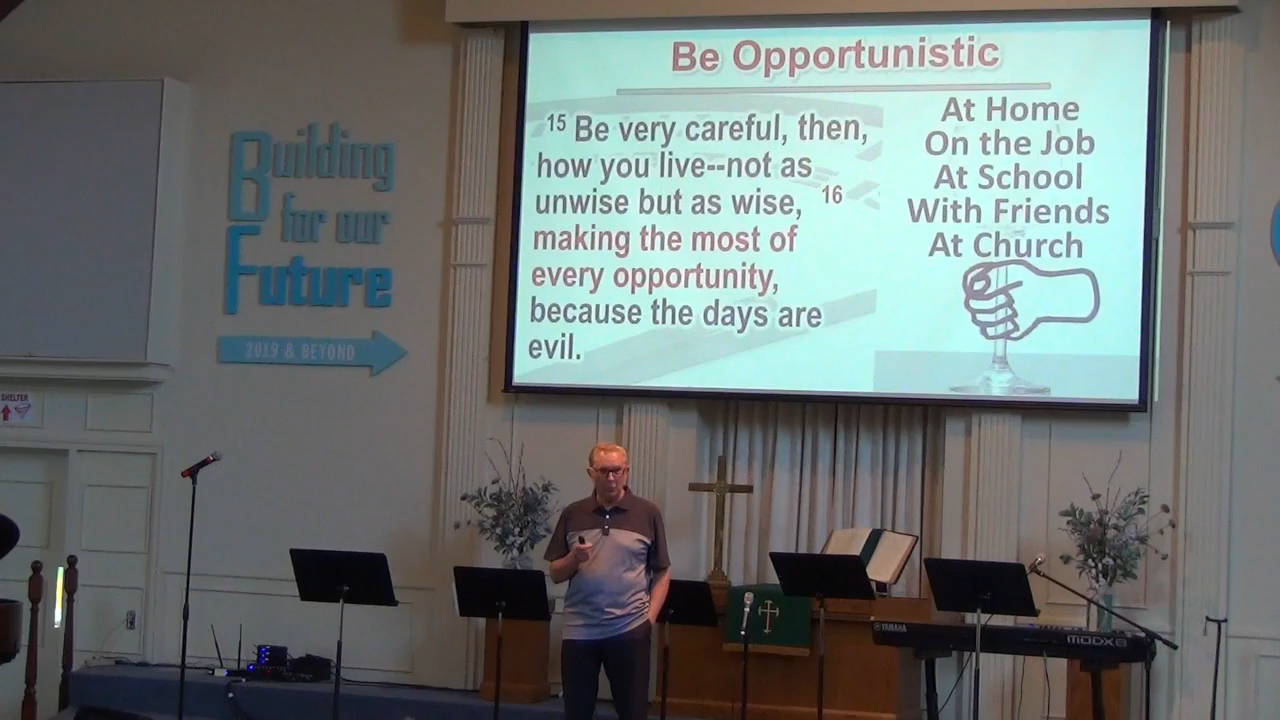 Be Opportunistic
15 Be very careful, then,
how you live--not as
unwise but as wise, 16
making the most of
every opportunity,
because the days are
evil.
At Home
On the Job
At School
With Friends
At Church
Building
for our
Future
2019 & BEYOND
SHELTER
YAMAHA
MODX8